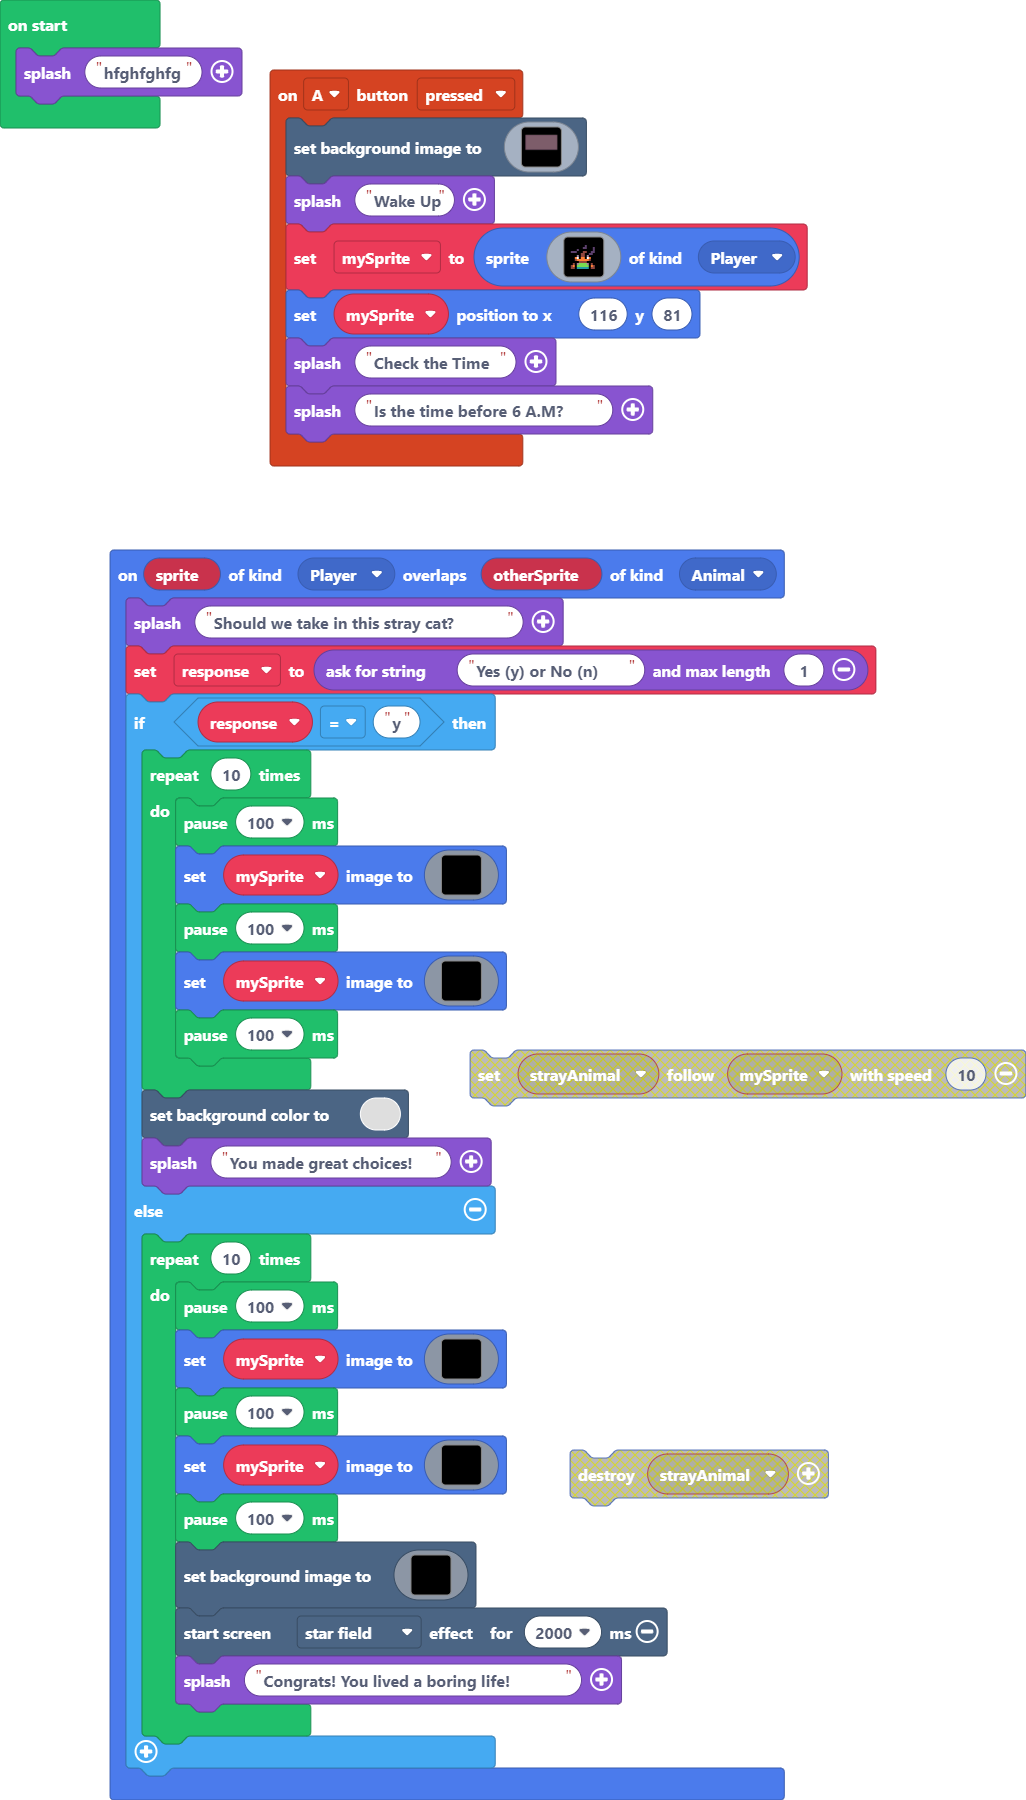 on start
splash "hfghfghfg"
on A button pressed
set background image to
splash "Wake Up"
set mySprite to sprite of kind Player
set mySprite position to x 116 y 81
splash "Check the Time "
splash "Is the time before 6 A.M? "
on sprite of kind Player overlaps otherSprite of kind Animal
splash "Should we take in this stray cat? "
set response to ask for string "Yes (y) or No (n) " and max length 1
if response = "y" then
repeat 10 times
do
pause 100 ms
set mySprite image to
pause 100 ms
set mySprite image to
pause 100 ms
set strayAnimal follow mySprite with speed 10
set background color to
splash "You made great choices! "
else
repeat 10 times
do
pause 100 ms
set mySprite image to
pause 100 ms
set mySprite image to
destroy strayAnimal
pause 100 ms
set background image to
start screen star field effect for 2000 ms
splash "Congrats! You lived a boring life! "